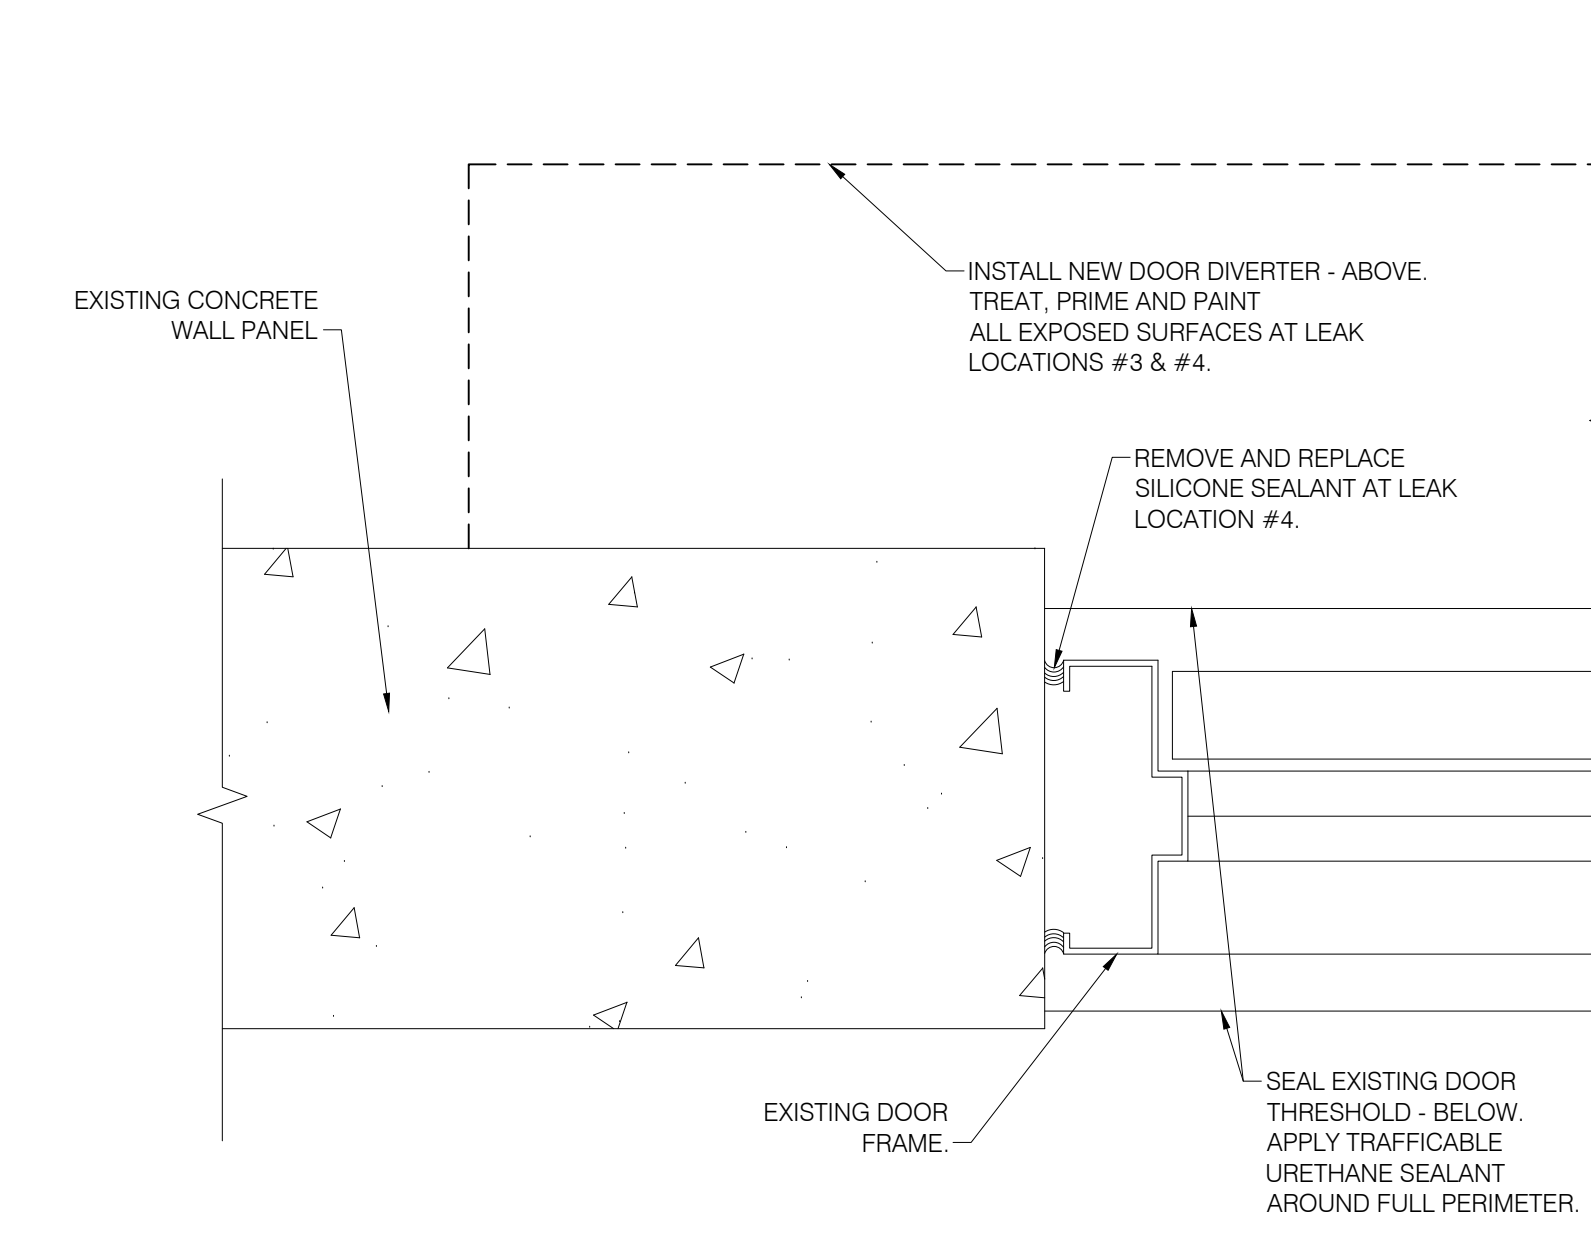 INSTALL NEW DOOR DIVERTER - ABOVE.
TREAT, PRIME AND PAINT
ALL EXPOSED SURFACES AT LEAK
LOCATIONS #3 & #4.
EXISTING CONCRETE
WALL PANEL
REMOVE AND REPLACE
SILICONE SEALANT AT LEAK
LOCATION #4.
EXISTING DOOR
FRAME.
SEAL EXISTING DOOR
THRESHOLD - BELOW.
APPLY TRAFFICABLE
URETHANE SEALANT
AROUND FULL PERIMETER.